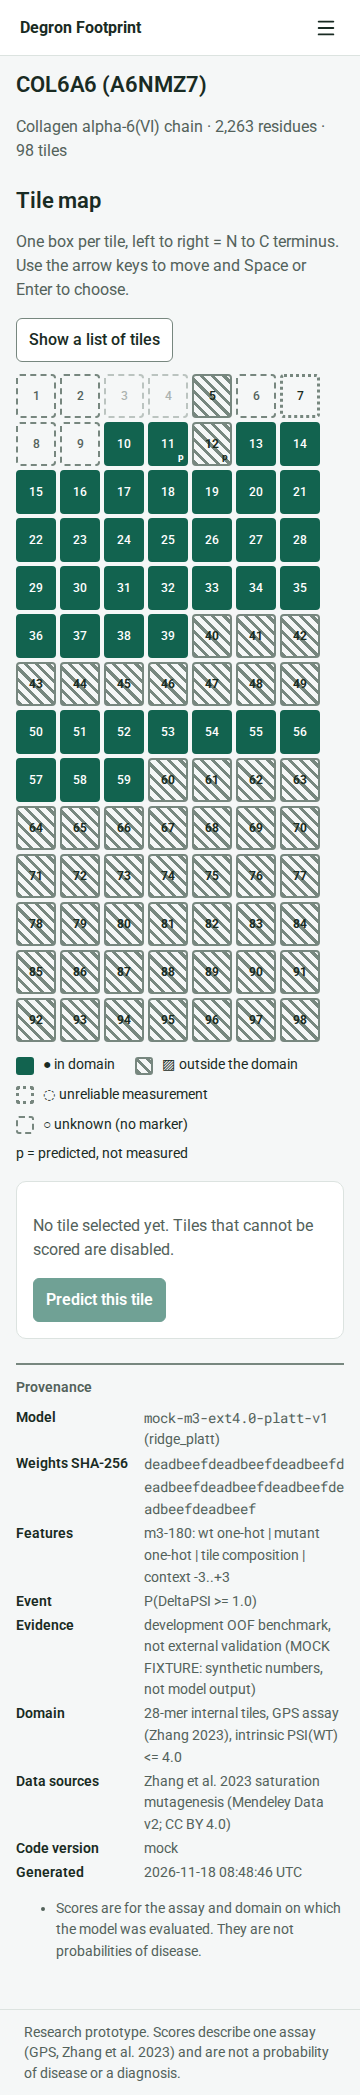 Degron Footprint
COL6A6 (A6NMZ7)
Collagen alpha-6(VI) chain · 2,263 residues ·
98 tiles
Tile map
One box per tile, left to right = N to C terminus.
Use the arrow keys to move and Space or
Enter to choose.
Show a list of tiles
1 2 3 4 5 6 7
8 9 10 11 p 12 p 13 14
15 16 17 18 19 20 21
22 23 24 25 26 27 28
29 30 31 32 33 34 35
36 37 38 39 40 41 42
43 44 45 46 47 48 49
50 51 52 53 54 55 56
57 58 59 60 61 62 63
64 65 66 67 68 69 70
71 72 73 74 75 76 77
78 79 80 81 82 83 84
85 86 87 88 89 90 91
92 93 94 95 96 97 98
● in domain ▨ outside the domain
◌ unreliable measurement
○ unknown (no marker)
p = predicted, not measured
No tile selected yet. Tiles that cannot be
scored are disabled.
Predict this tile
Provenance
Model mock-m3-ext4.0-platt-v1
(ridge_platt)
Weights SHA-256 deadbeefdeadbeefdeadbeefd
eadbeefdeadbeefdeadbeefde
adbeefdeadbeef
Features m3-180: wt one-hot | mutant
one-hot | tile composition |
context -3..+3
Event P(DeltaPSI >= 1.0)
Evidence development OOF benchmark,
not external validation (MOCK
FIXTURE: synthetic numbers,
not model output)
Domain 28-mer internal tiles, GPS assay
(Zhang 2023), intrinsic PSI(WT)
<= 4.0
Data sources Zhang et al. 2023 saturation
mutagenesis (Mendeley Data
v2; CC BY 4.0)
Code version mock
Generated 2026-11-18 08:48:46 UTC
• Scores are for the assay and domain on which
the model was evaluated. They are not
probabilities of disease.
Research prototype. Scores describe one assay
(GPS, Zhang et al. 2023) and are not a probability
of disease or a diagnosis.